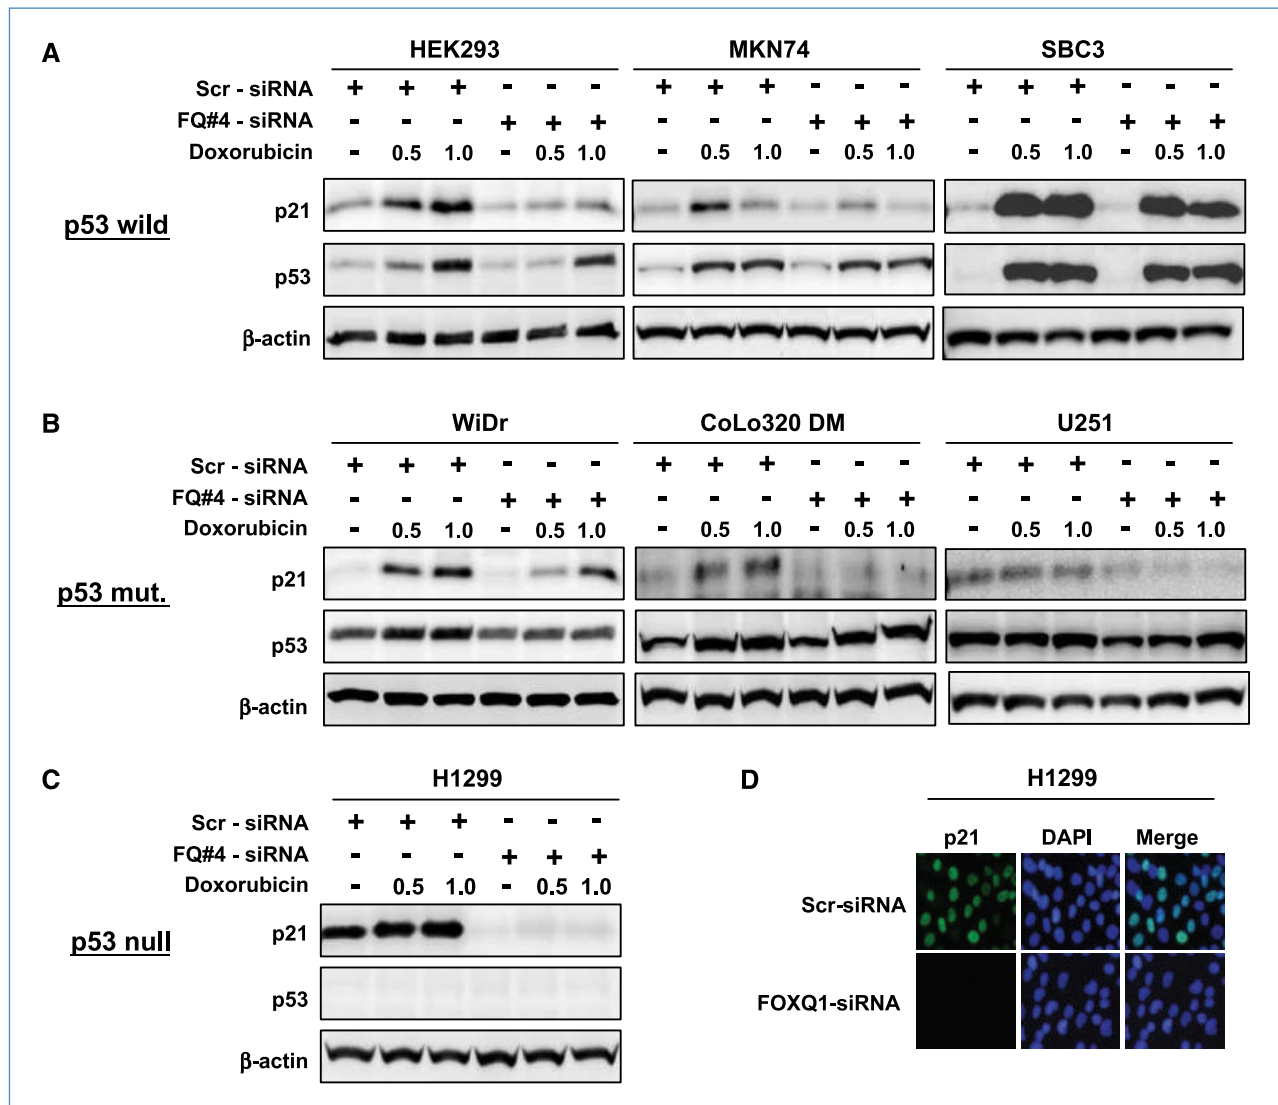 A
HEK293 MKN74 SBC3
Scr - siRNA + + + - - - + + + - - - + + + - - -
FQ#4 - siRNA - - - + + + - - - + + + - - - + + +
Doxorubicin - 0.5 1.0 - 0.5 1.0 - 0.5 1.0 - 0.5 1.0 - 0.5 1.0 - 0.5 1.0
p53 wild
p21
p53
β-actin
B
WiDr CoLo320 DM U251
Scr - siRNA + + + - - - + + + - - - + + + - - -
FQ#4 - siRNA - - - + + + - - - + + + - - - + + +
Doxorubicin - 0.5 1.0 - 0.5 1.0 - 0.5 1.0 - 0.5 1.0 - 0.5 1.0 - 0.5 1.0
p53 mut.
p21
p53
β-actin
C
H1299
Scr - siRNA + + + - - -
FQ#4 - siRNA - - - + + +
Doxorubicin - 0.5 1.0 - 0.5 1.0
p53 null
p21
p53
β-actin
D
H1299
p21 DAPI Merge
Scr-siRNA
FOXQ1-siRNA